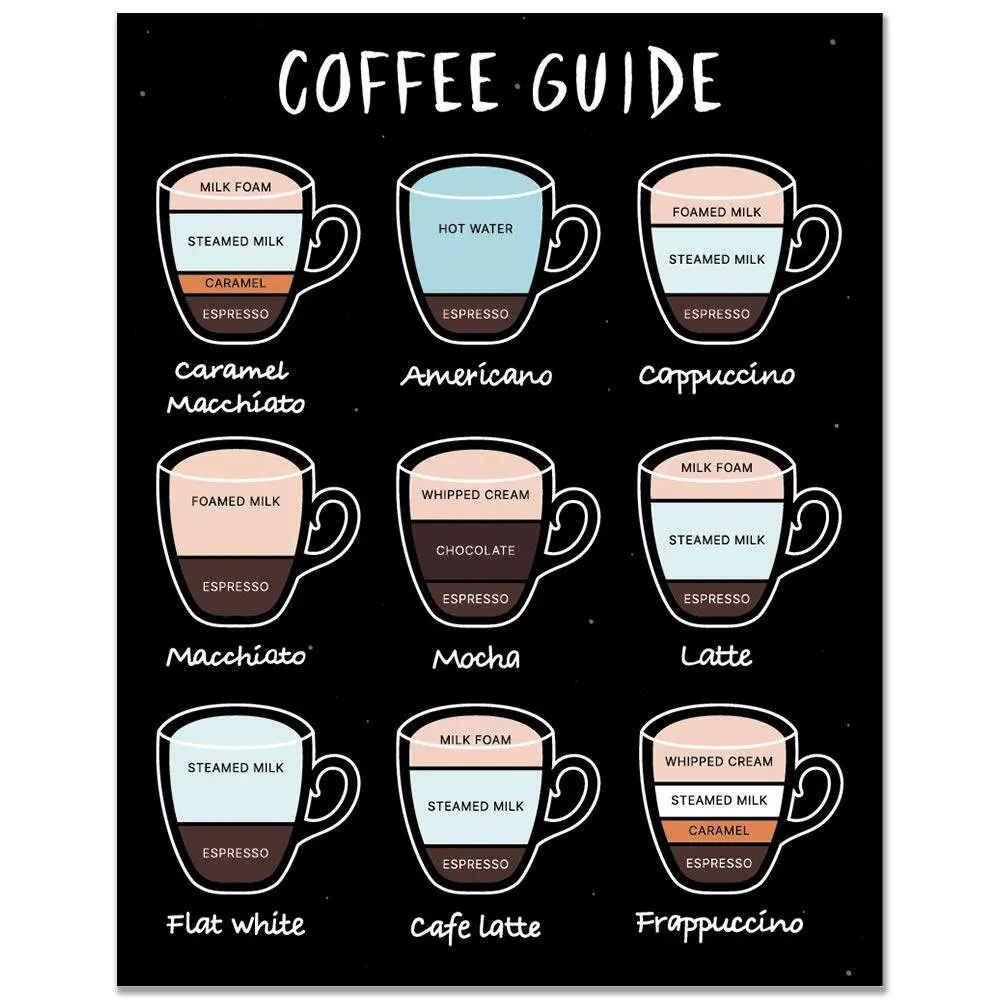 COFFEE GUIDE
MILK FOAM
STEAMED MILK
CARAMEL
ESPRESSO
Caramel
Macchiato
HOT WATER
ESPRESSO
Americano
FOAMED MILK
STEAMED MILK
ESPRESSO
Cappuccino
FOAMED MILK
ESPRESSO
Macchiato
WHIPPED CREAM
CHOCOLATE
ESPRESSO
Mocha
MILK FOAM
STEAMED MILK
ESPRESSO
Latte
STEAMED MILK
ESPRESSO
Flat white
MILK FOAM
STEAMED MILK
ESPRESSO
Cafe latte
WHIPPED CREAM
STEAMED MILK
CARAMEL
ESPRESSO
Frappuccino